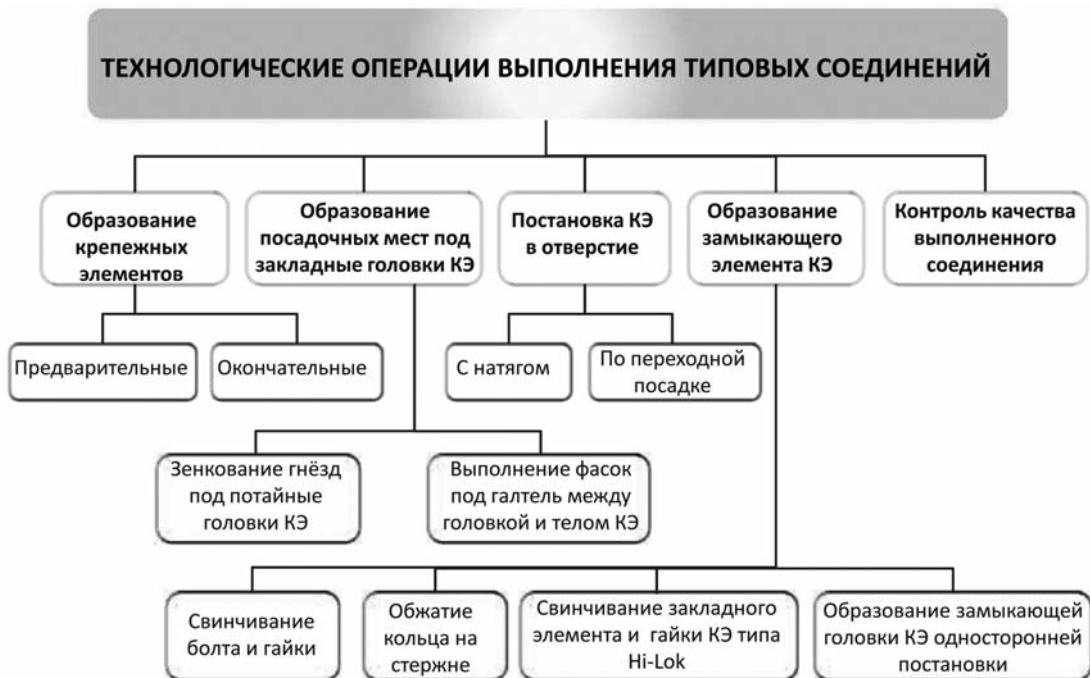 ТЕХНОЛОГИЧЕСКИЕ ОПЕРАЦИИ ВЫПОЛНЕНИЯ ТИПОВЫХ СОЕДИНЕНИЙ
Образование
крепежных
элементов
Образование
посадочных мест под
закладные головки КЭ
Постановка КЭ
в отверстие
Образование
замыкающего
элемента КЭ
Контроль качества
выполненного
соединения
Предварительные
Окончательные
С натягом
По переходной
посадке
Зенкование гнёзд
под потайные
головки КЭ
Выполнение фасок
под галтель между
головкой и телом КЭ
Свинчивание
болта и гайки
Обжатие
кольца на
стержне
Свинчивание закладного
элемента и гайки КЭ типа
Hi-Lok
Образование замыкающей
головки КЭ односторонней
постановки